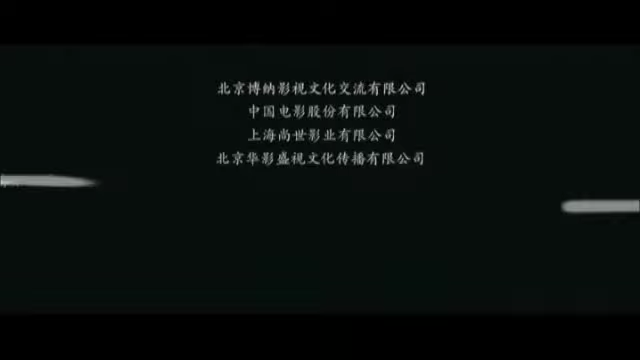 北京博纳影视文化交流有限公司
中国电影股份有限公司
上海尚世影业有限公司
北京华影盛视文化传播有限公司